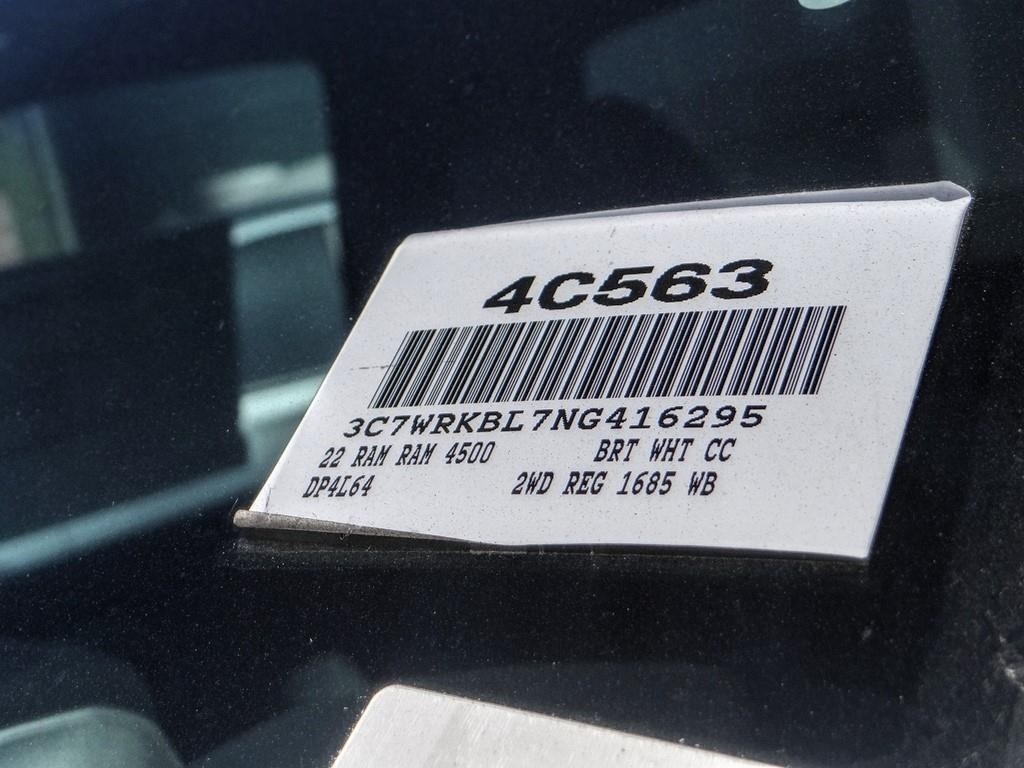 4C563
3C7WRKBL7NG416295
22 RAM RAM 4500 BRT WHT CC
DP4L64 2WD REG 1685 WB